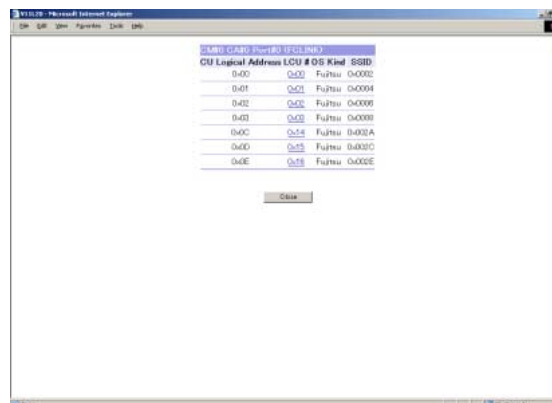 V11L20 - Microsoft Internet Explorer
File Edit View Favorites Tools Help
CM#0 CA#0 Port#0 (FCLINK)
CU Logical Address LCU # OS Kind SSID
0x00 0x00 Fujitsu 0x0002
0x01 0x01 Fujitsu 0x0004
0x02 0x02 Fujitsu 0x0006
0x03 0x03 Fujitsu 0x0008
0x0C 0x14 Fujitsu 0x002A
0x0D 0x15 Fujitsu 0x002C
0x0E 0x16 Fujitsu 0x002E
Close